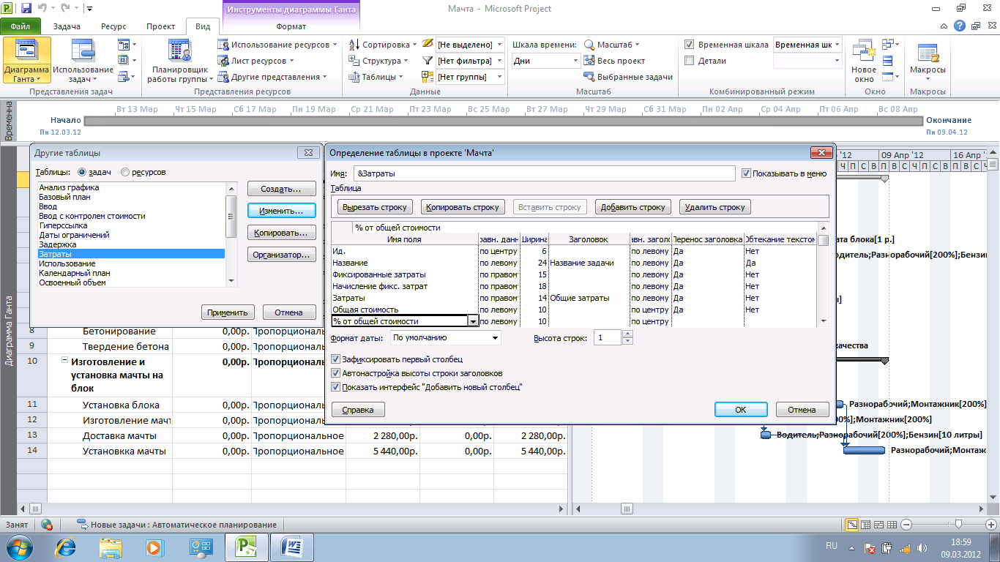 Инструменты диаграммы Ганта
Мачта - Microsoft Project
Файл Задача Ресурс Проект Вид Формат
Диаграмма Ганта
Использование задач
Представления задач
Планировщик работы группы
Использование ресурсов
Лист ресурсов
Другие представления
Представления ресурсов
Сортировка
Структура
Таблицы
[Не выделено]
[Нет фильтра]
[Нет группы]
Данные
Шкала времени:
Дни
Масштаб
Весь проект
Выбранные задачи
Масштаб
Временная шкала
Временная шк
Детали
Комбинированный режим
Новое окно
Окно
Макросы
Макросы
Временна
Вт 13 Мар Чт 15 Мар Сб 17 Мар Пн 19 Мар Ср 21 Мар Пт 23 Мар Вс 25 Мар Вт 27 Мар Чт 29 Мар Сб 31 Мар Пн 02 Апр Ср 04 Апр Пт 06 Апр Вс 08 Апр
Начало
Пн 12.03.12
Окончание
Пн 09.04.12
Диаграмма Ганта
Другие таблицы
Таблицы: задач ресурсов
Анализ графика
Базовый план
Ввод
Ввод с контролем стоимости
Гиперссылка
Даты ограничений
Задержка
Затраты
Использование
Календарный план
Освоенный объем
Создать...
Изменить...
Копировать...
Организатор...
Применить Отмена
Определение таблицы в проекте 'Мачта'
Имя: &Затраты Показывать в меню
Таблица
Вырезать строку Копировать строку Вставить строку Добавить строку Удалить строку
% от общей стоимости
Имя поля равн. данн Ширина Заголовок авн. заголо Перенос заголовка Обтекание текстом
Ид. по центру 6 по левому Да Нет
Название по левому 24 Название задачи по левому Да Да
Фиксированные затраты по правом 15 по левому Да Нет
Начисление фикс. затрат по правом 18 по левому Да Нет
Затраты по правом 14 Общие затраты по левому Да Нет
Общая стоимость по левому 10 по левому Да Нет
% от общей стоимости по левому 10 по центру
Формат даты: По умолчанию Высота строк: 1
Зафиксировать первый столбец
Автонастройка высоты строки заголовков
Показать интерфейс "Добавить новый столбец"
Справка OK Отмена
'12 09 Апр '12 16 Апр '12
Ч П С В П В С Ч П С В П В С Ч
та блока[1 р.]
Водитель;Разнорабочий[200%];Бензин
ы]
качества
8 Бетонирование 0,00р. Пропорциональн
9 Твердение бетона 0,00р. Пропорциональн
10 Изготовление и установка мачты на блок 0,00р. Пропорциональн
11 Установка блока 0,00р. Пропорциональн
Разнорабочий;Монтажник[200%]
12 Изготовление мачт 0,00р. Пропорциональн
0%];Монтажник[200%]
13 Доставка мачты 0,00р. Пропорциональное 2 280,00р. 0,00р. 2 280,00р.
Водитель;Разнорабочий[200%];Бензин[10 литры]
14 Установкка мачты 0,00р. Пропорциональное 5 440,00р. 0,00р. 5 440,00р.
Разнорабочий;Монтаж
Занят Новые задачи : Автоматическое планирование
RU
18:59
09.03.2012